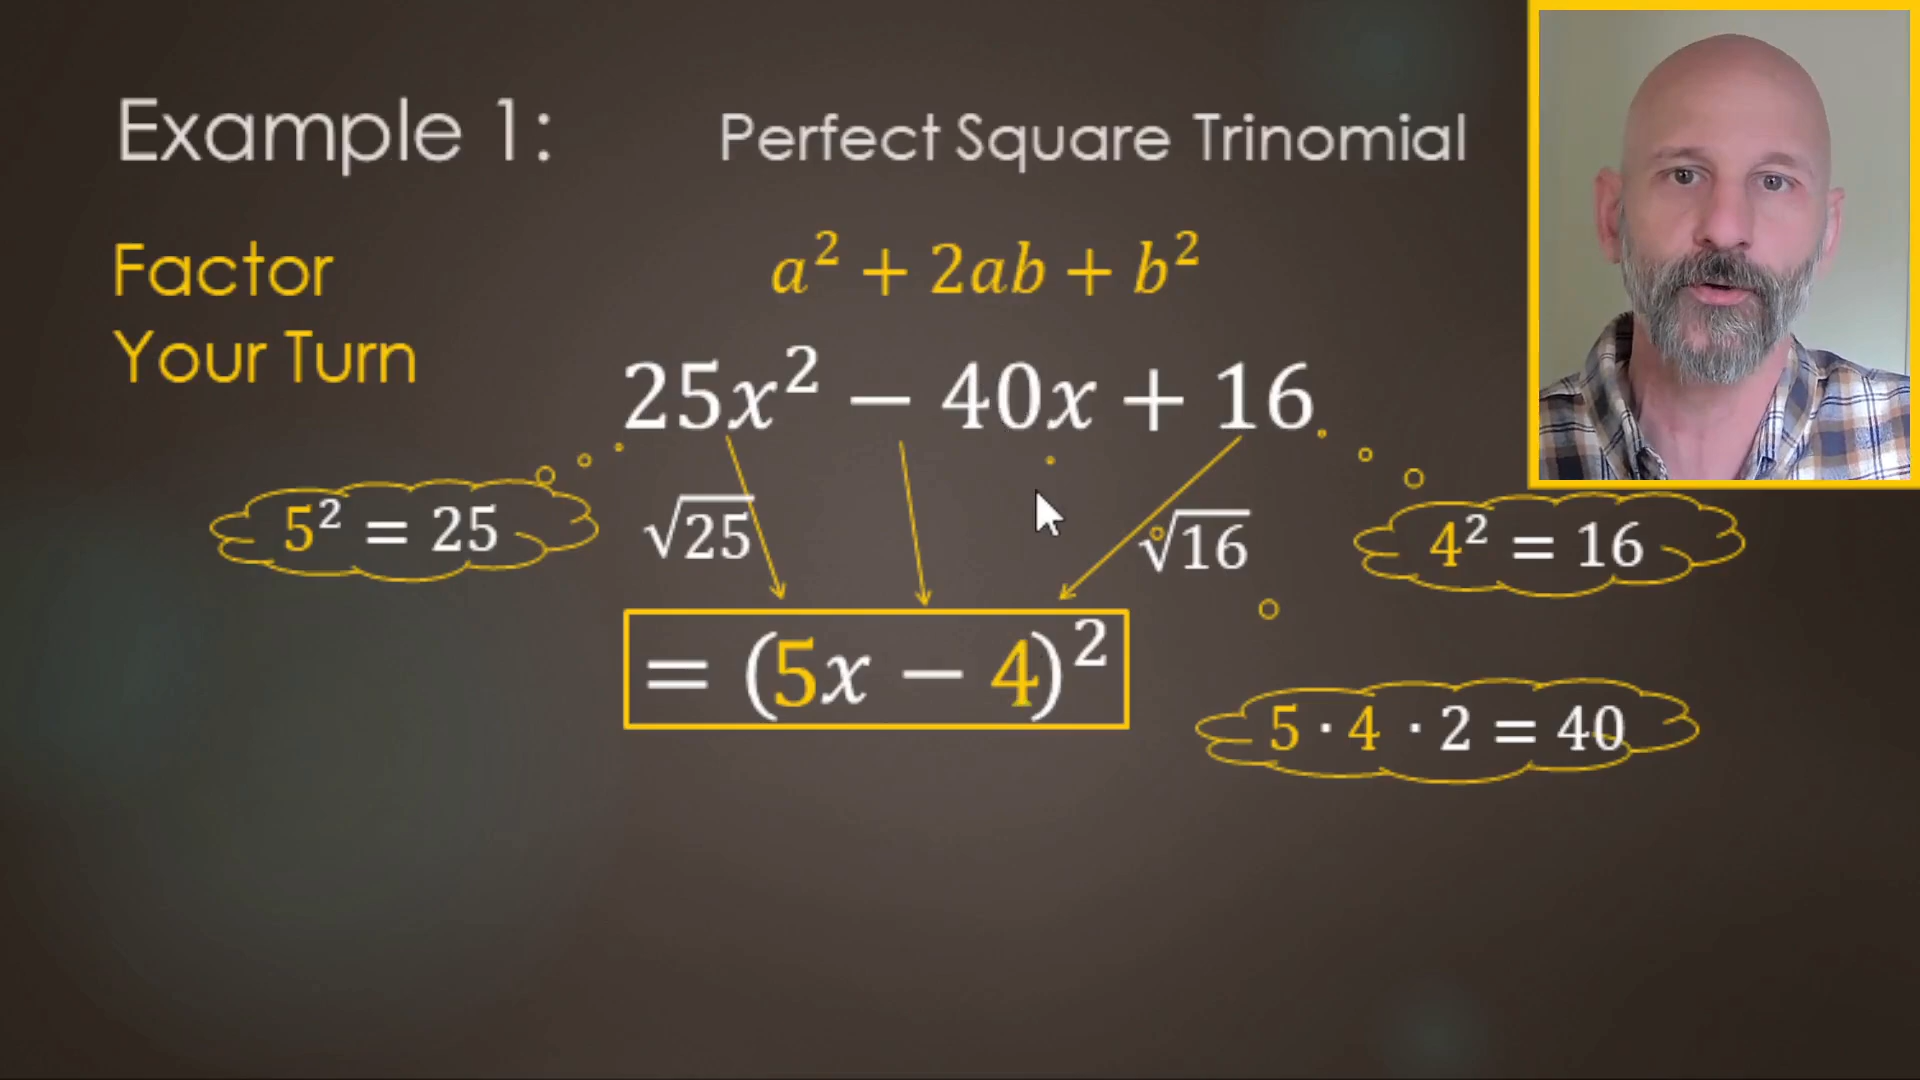 Example 1:
Perfect Square Trinomial
Factor
Your Turn
a² + 2ab + b²
25x² − 40x + 16
5² = 25
√25
√16
4² = 16
= (5x − 4)²
5 · 4 · 2 = 40